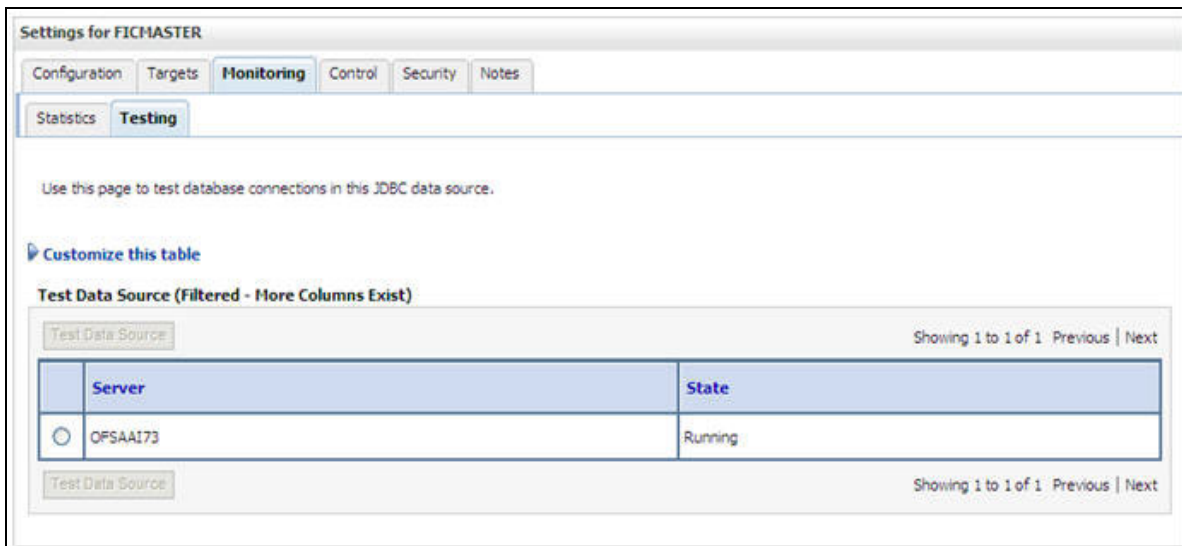 Settings for FICMASTER
Configuration Targets Monitoring Control Security Notes
Statistics Testing
Use this page to test database connections in this JDBC data source.
Customize this table
Test Data Source (Filtered - More Columns Exist)
Test Data Source Showing 1 to 1 of 1 Previous | Next
Server State
OFSAAI73 Running
Test Data Source Showing 1 to 1 of 1 Previous | Next